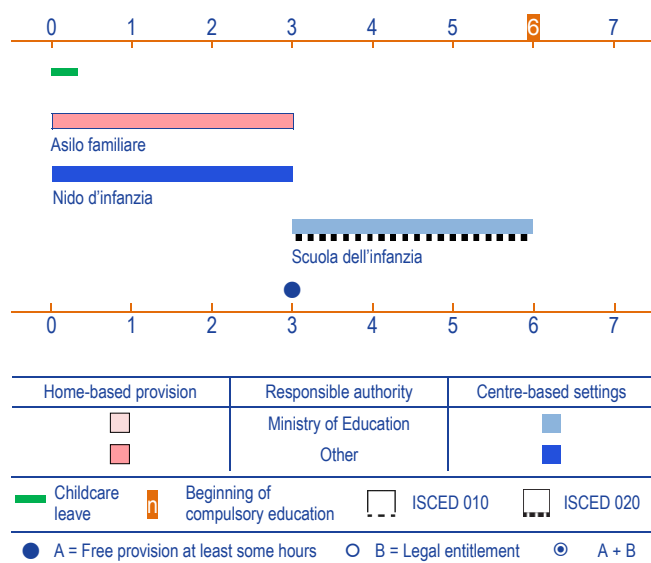 0 1 2 3 4 5 6 7
Asilo familiare
Nido d'infanzia
Scuola dell'infanzia
0 1 2 3 4 5 6 7
Home-based provision Responsible authority Centre-based settings
Ministry of Education
Other
Childcare leave
n Beginning of compulsory education
ISCED 010
ISCED 020
A = Free provision at least some hours B = Legal entitlement A + B